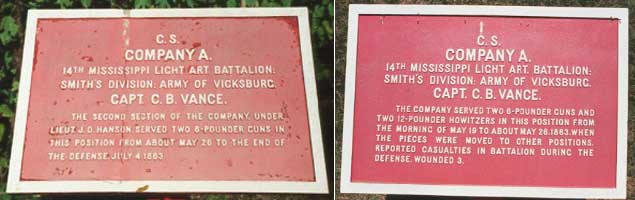 C.S.
COMPANY A.
14TH MISSISSIPPI LIGHT ART. BATTALION:
SMITH'S DIVISION: ARMY OF VICKSBURG.
CAPT. C.B. VANCE.
THE SECOND SECTION OF THE COMPANY, UNDER
LIEUT. J.D. HANSON SERVED TWO 6-POUNDER GUNS IN
THIS POSITION FROM ABOUT MAY 26 TO THE END OF
THE DEFENSE, JULY 4 1863.
C.S.
COMPANY A.
14TH MISSISSIPPI LIGHT ART. BATTALION:
SMITH'S DIVISION: ARMY OF VICKSBURG.
CAPT. C.B. VANCE.
THE COMPANY SERVED TWO 6-POUNDER GUNS AND
TWO 12-POUNDER HOWITZERS IN THIS POSITION FROM
THE MORNING OF MAY 19 TO ABOUT MAY 26,1863, WHEN
THE PIECES WERE MOVED TO OTHER POSITIONS.
REPORTED CASUALTIES IN BATTALION DURING THE
DEFENSE, WOUNDED 3.